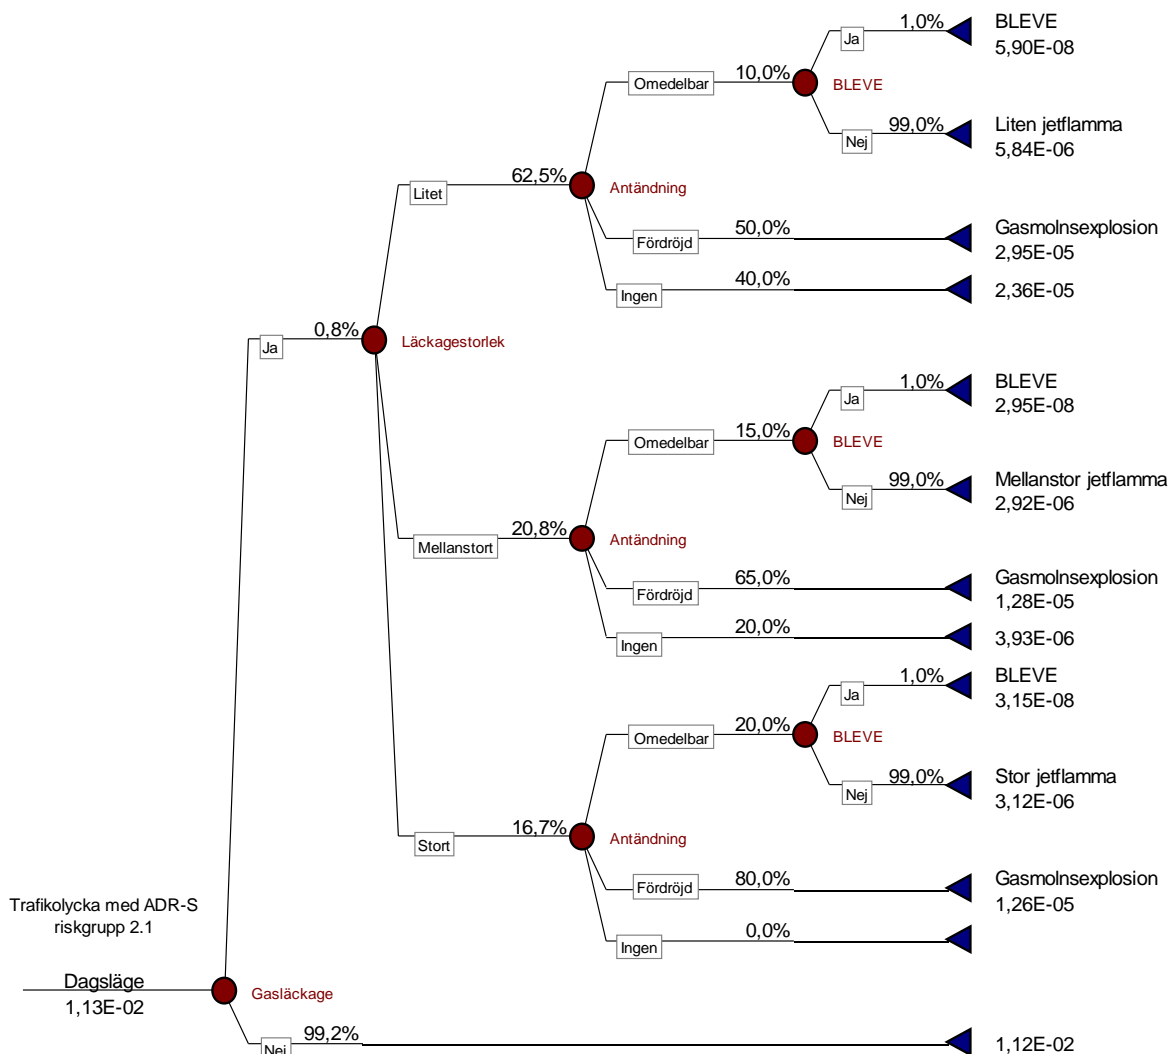 Ja
1,0%
BLEVE
5,90E-08
Omedelbar
10,0%
BLEVE
Nej
99,0%
Liten jetflamma
5,84E-06
Litet
62,5%
Antändning
Fördröjd
50,0%
Gasmolnsexplosion
2,95E-05
Ingen
40,0%
2,36E-05
Ja
0,8%
Läckagestorlek
Ja
1,0%
BLEVE
2,95E-08
Omedelbar
15,0%
BLEVE
Nej
99,0%
Mellanstor jetflamma
2,92E-06
Mellanstort
20,8%
Antändning
Fördröjd
65,0%
Gasmolnsexplosion
1,28E-05
Ingen
20,0%
3,93E-06
Ja
1,0%
BLEVE
3,15E-08
Omedelbar
20,0%
BLEVE
Nej
99,0%
Stor jetflamma
3,12E-06
Stort
16,7%
Antändning
Fördröjd
80,0%
Gasmolnsexplosion
1,26E-05
Ingen
0,0%
Trafikolycka med ADR-S
riskgrupp 2.1
Dagsläge
1,13E-02
Gasläckage
Nej
99,2%
1,12E-02